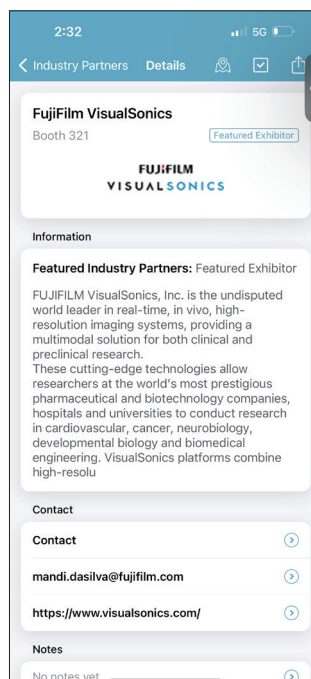 2:32 5G
Industry Partners Details
FujiFilm VisualSonics
Booth 321 Featured Exhibitor
FUJIFILM
VISUALSONICS
Information
Featured Industry Partners: Featured Exhibitor
FUJIFILM VisualSonics, Inc. is the undisputed
world leader in real-time, in vivo, high-
resolution imaging systems, providing a
multimodal solution for both clinical and
preclinical research.
These cutting-edge technologies allow
researchers at the world's most prestigious
pharmaceutical and biotechnology companies,
hospitals and universities to conduct research
in cardiovascular, cancer, neurobiology,
developmental biology and biomedical
engineering. VisualSonics platforms combine
high-resolu
Contact
Contact
mandi.dasilva@fujifilm.com
https://www.visualsonics.com/
Notes
No notes yet